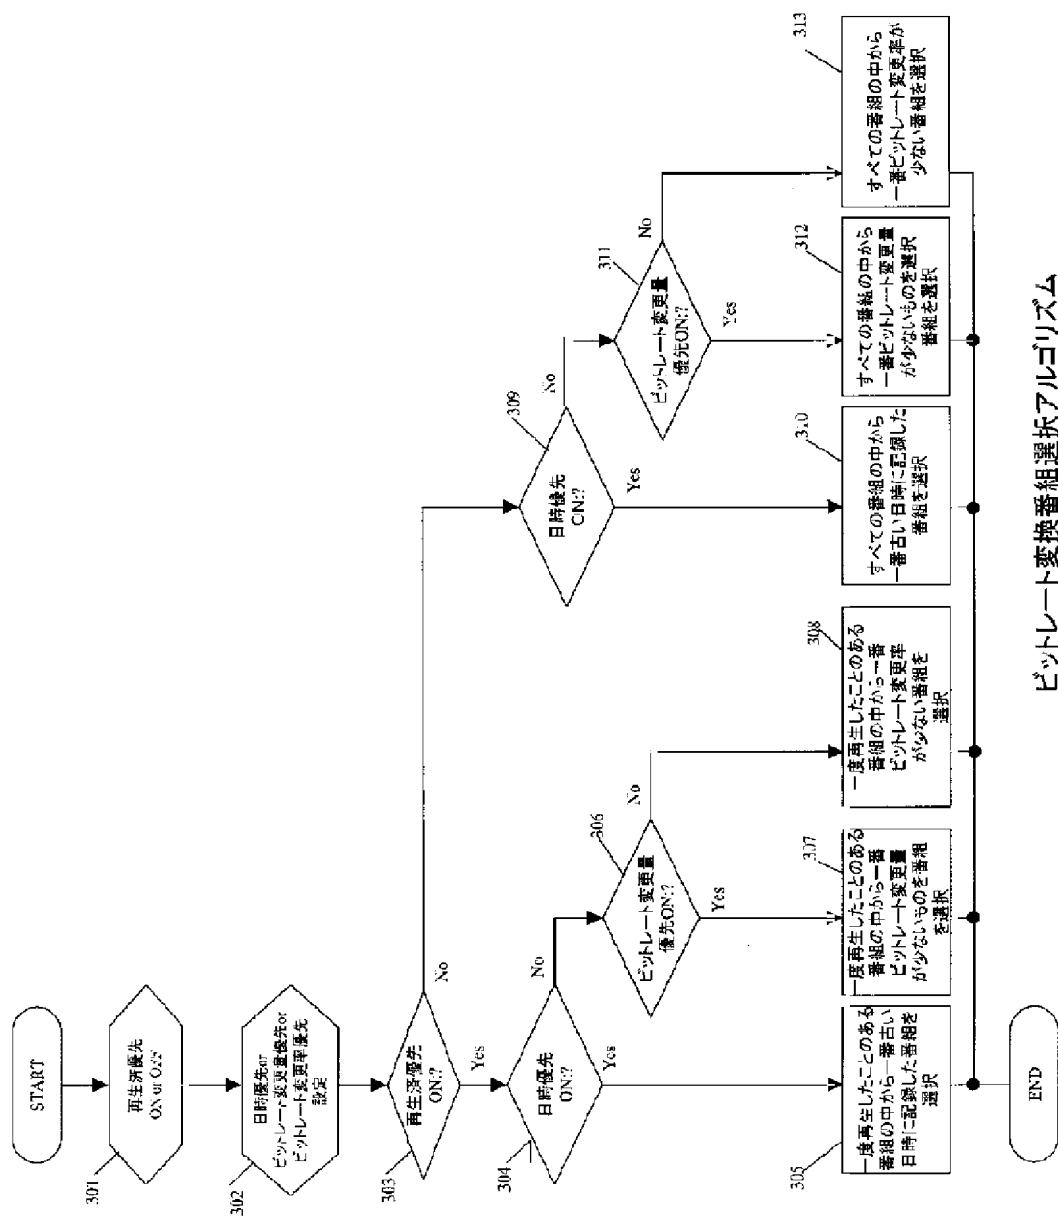 START
301
再生済優先
ON or OFF
302
日時優先or
ビットレート変更量優先or
ビットレート変更率優先
設定
303
再生済優先
ON:?
No
Yes
304
日時優先
ON:?
No
Yes
305
一度再生したことのある
番組の中から一番古い
日時に記録した番組を
選択
306
ビットレート変更量
優先ON:?
No
Yes
307
一度再生したことのある
番組の中から一番
ビットレート変更量
が少ないものを番組
を選択
308
一度再生したことのある
番組の中から一番
ビットレート変更率
が少ない番組を
選択
309
日時優先
ON:?
No
Yes
310
すべての番組の中から
一番古い日時に記録した
番組を選択
311
ビットレート変更量
優先ON:?
No
Yes
312
すべての番組の中から
一番ビットレート変更量
が少ないものを選択
番組を選択
313
すべての番組の中から
一番ビットレート変更率が
少ない番組を選択
END
ビットレート変換番組選択アルゴリズム